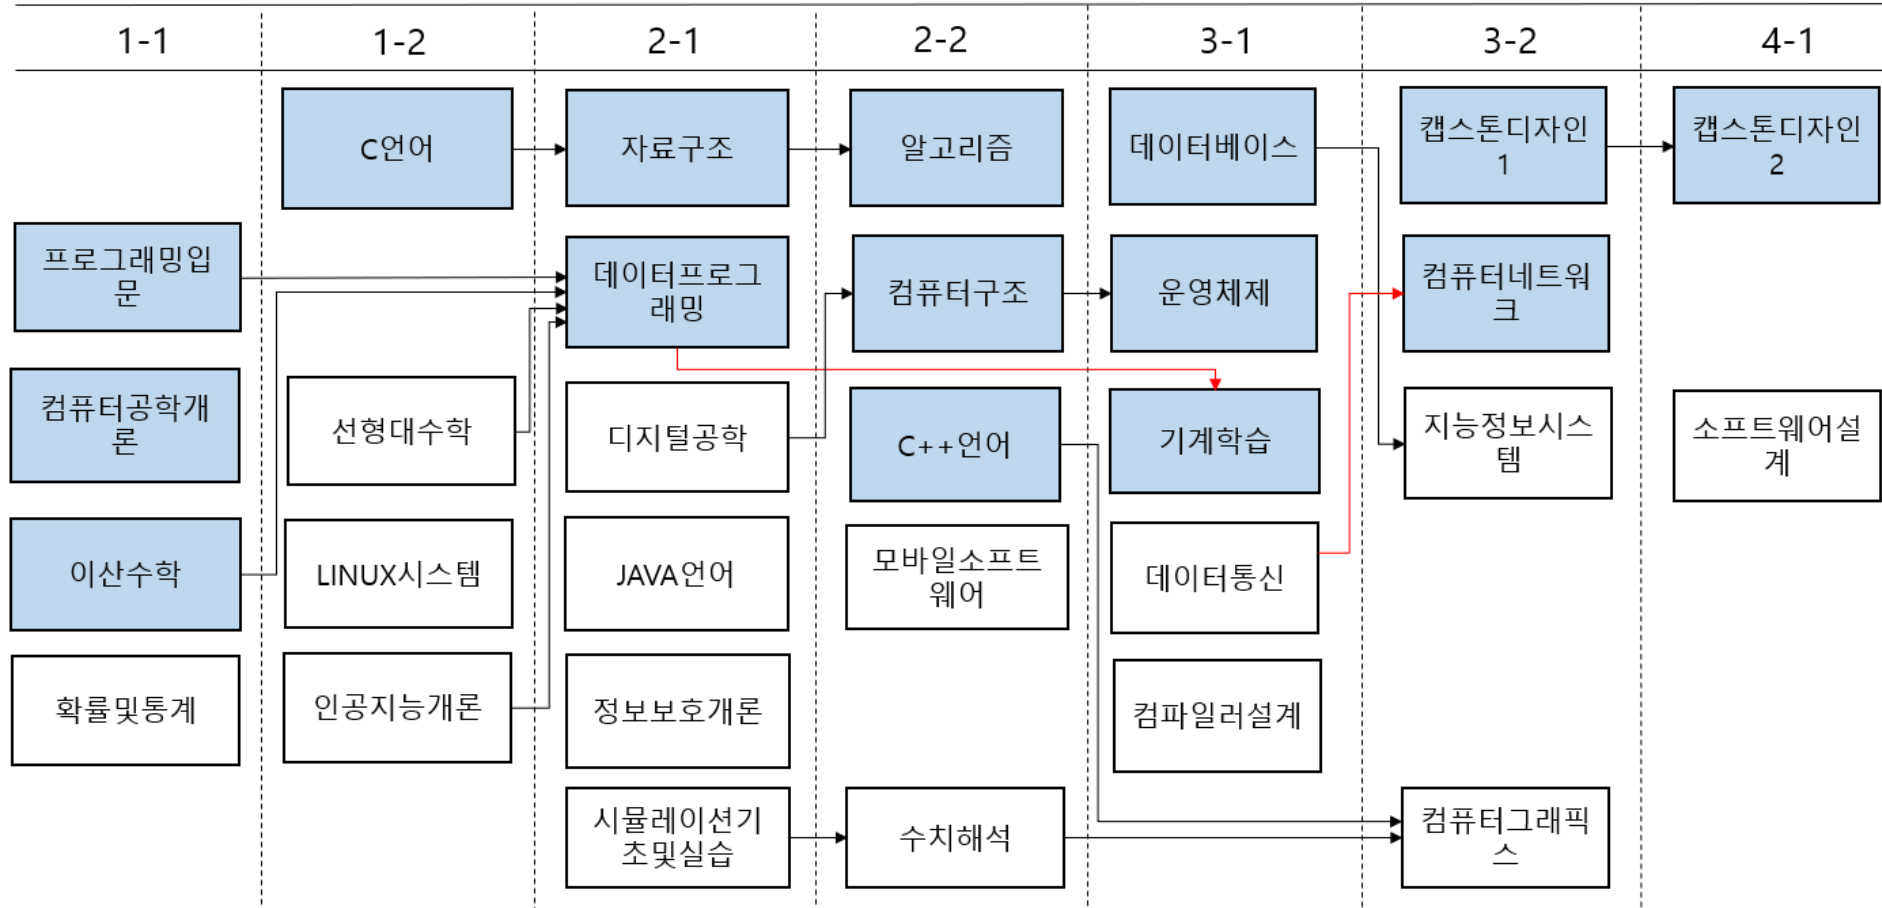 1-1
1-2
2-1
2-2
3-1
3-2
4-1
C언어
자료구조
알고리즘
데이터베이스
캡스톤디자인
1
캡스톤디자인
2
프로그래밍입
문
데이터프로그
래밍
컴퓨터구조
운영체제
컴퓨터네트워
크
컴퓨터공학개
론
선형대수학
디지털공학
C++언어
기계학습
지능정보시스
템
소프트웨어설
계
이산수학
LINUX시스템
JAVA언어
모바일소프트
웨어
데이터통신
확률및통계
인공지능개론
정보보호개론
컴파일러설계
시뮬레이션기
초및실습
수치해석
컴퓨터그래픽
스